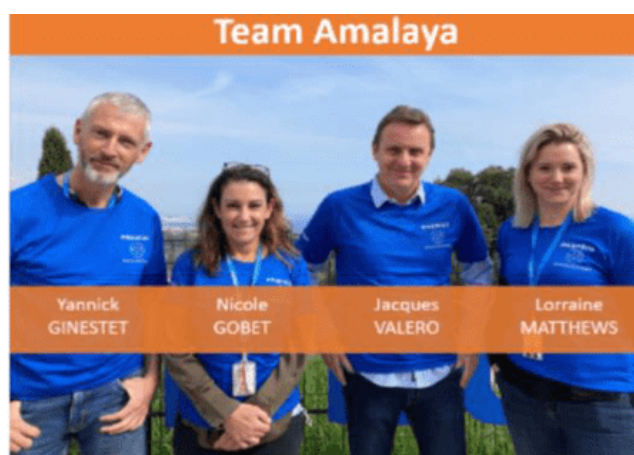 Team Amalaya
Yannick
GINESTET
Nicole
GOBET
Jacques
VALERO
Lorraine
MATTHEWS